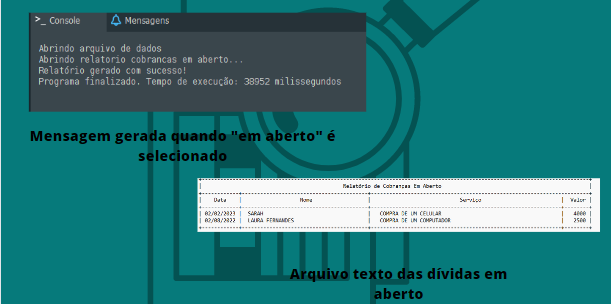 >_ Console Mensagens
Abrindo arquivo de dados
Abrindo relatorio cobrancas em aberto...
Relatório gerado com sucesso!
Programa finalizado. Tempo de execução: 38952 milissegundos
Mensagem gerada quando "em aberto" é
selecionado
Relatório de Cobranças Em Aberto
Data Nome Servico Valor
02/02/2023 SARAH COMPRA DE UM CELULAR 4000
02/08/2022 LAURA FERNANDES COMPRA DE UM COMPUTADOR 2500
Arquivo texto das dívidas em
aberto